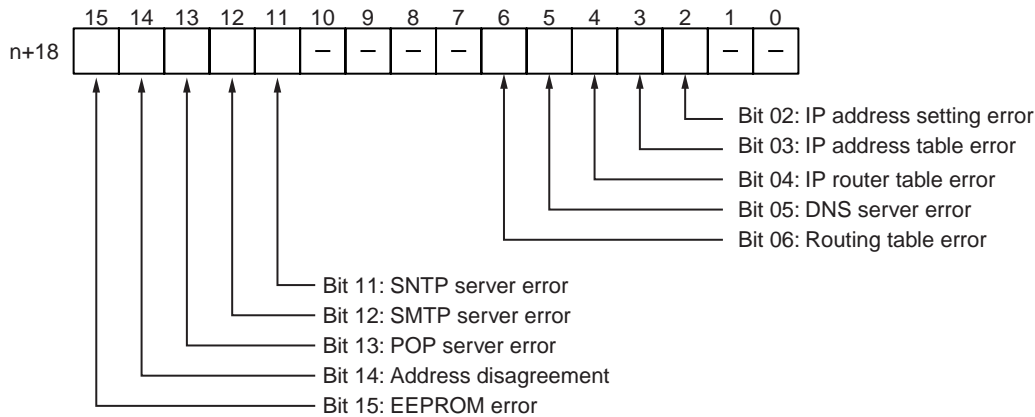 15 14 13 12 11 10 9 8 7 6 5 4 3 2 1 0
n+18 – – – – – –
Bit 02: IP address setting error
Bit 03: IP address table error
Bit 04: IP router table error
Bit 05: DNS server error
Bit 06: Routing table error
Bit 11: SNTP server error
Bit 12: SMTP server error
Bit 13: POP server error
Bit 14: Address disagreement
Bit 15: EEPROM error